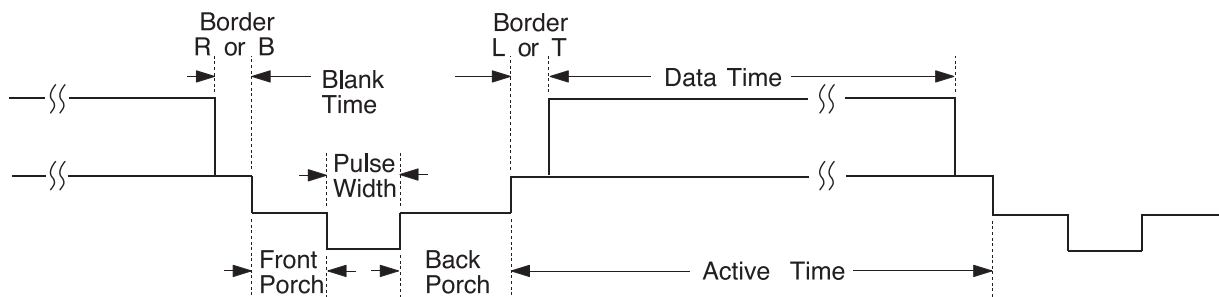 Border
R or B
Border
L or T
Blank
Time
Data Time
Pulse
Width
Front
Porch
Back
Porch
Active Time